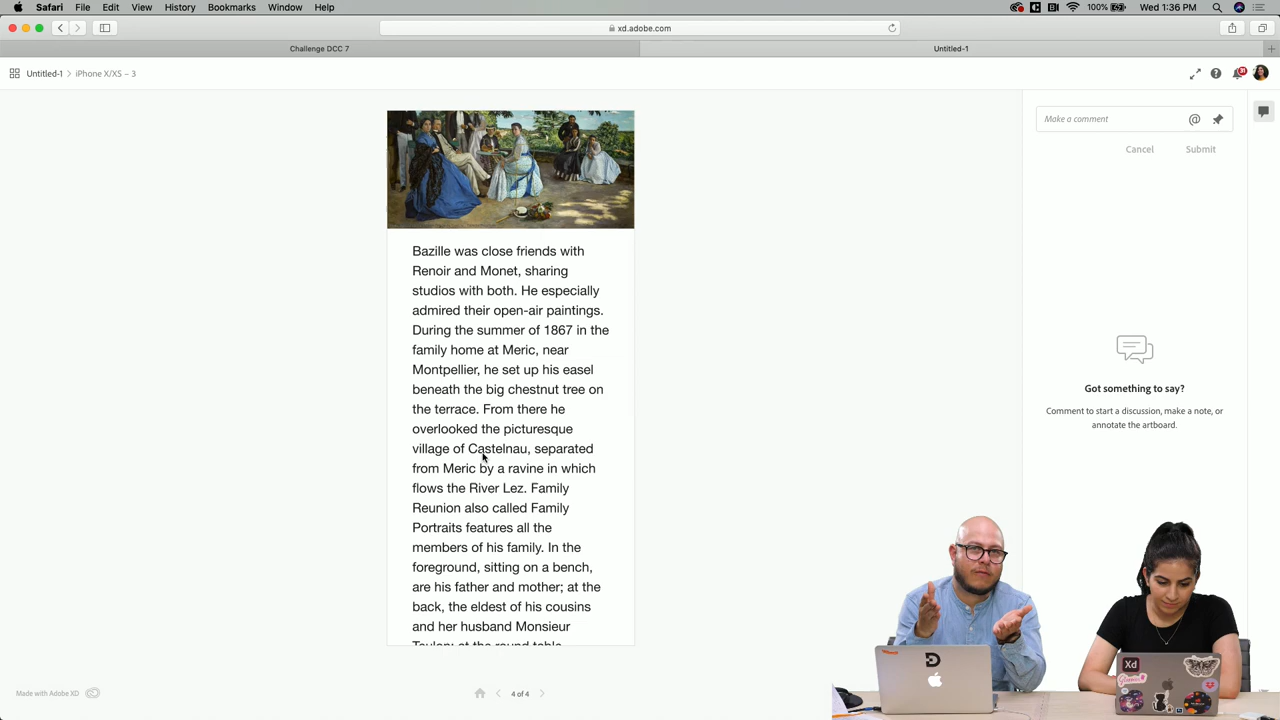 Safari File Edit View History Bookmarks Window Help
100% Wed 1:36 PM
xd.adobe.com
Challenge DCC 7
Untitled-1
Untitled-1 > iPhone X/XS – 3
Make a comment
Cancel Submit
Bazille was close friends with
Renoir and Monet, sharing
studios with both. He especially
admired their open-air paintings.
During the summer of 1867 in the
family home at Meric, near
Montpellier, he set up his easel
beneath the big chestnut tree on
the terrace. From there he
overlooked the picturesque
village of Castelnau, separated
from Meric by a ravine in which
flows the River Lez. Family
Reunion also called Family
Portraits features all the
members of his family. In the
foreground, sitting on a bench,
are his father and mother; at the
back, the eldest of his cousins
and her husband Monsieur
Got something to say?
Comment to start a discussion, make a note, or
annotate the artboard.
Made with Adobe XD
4 of 4
Xd